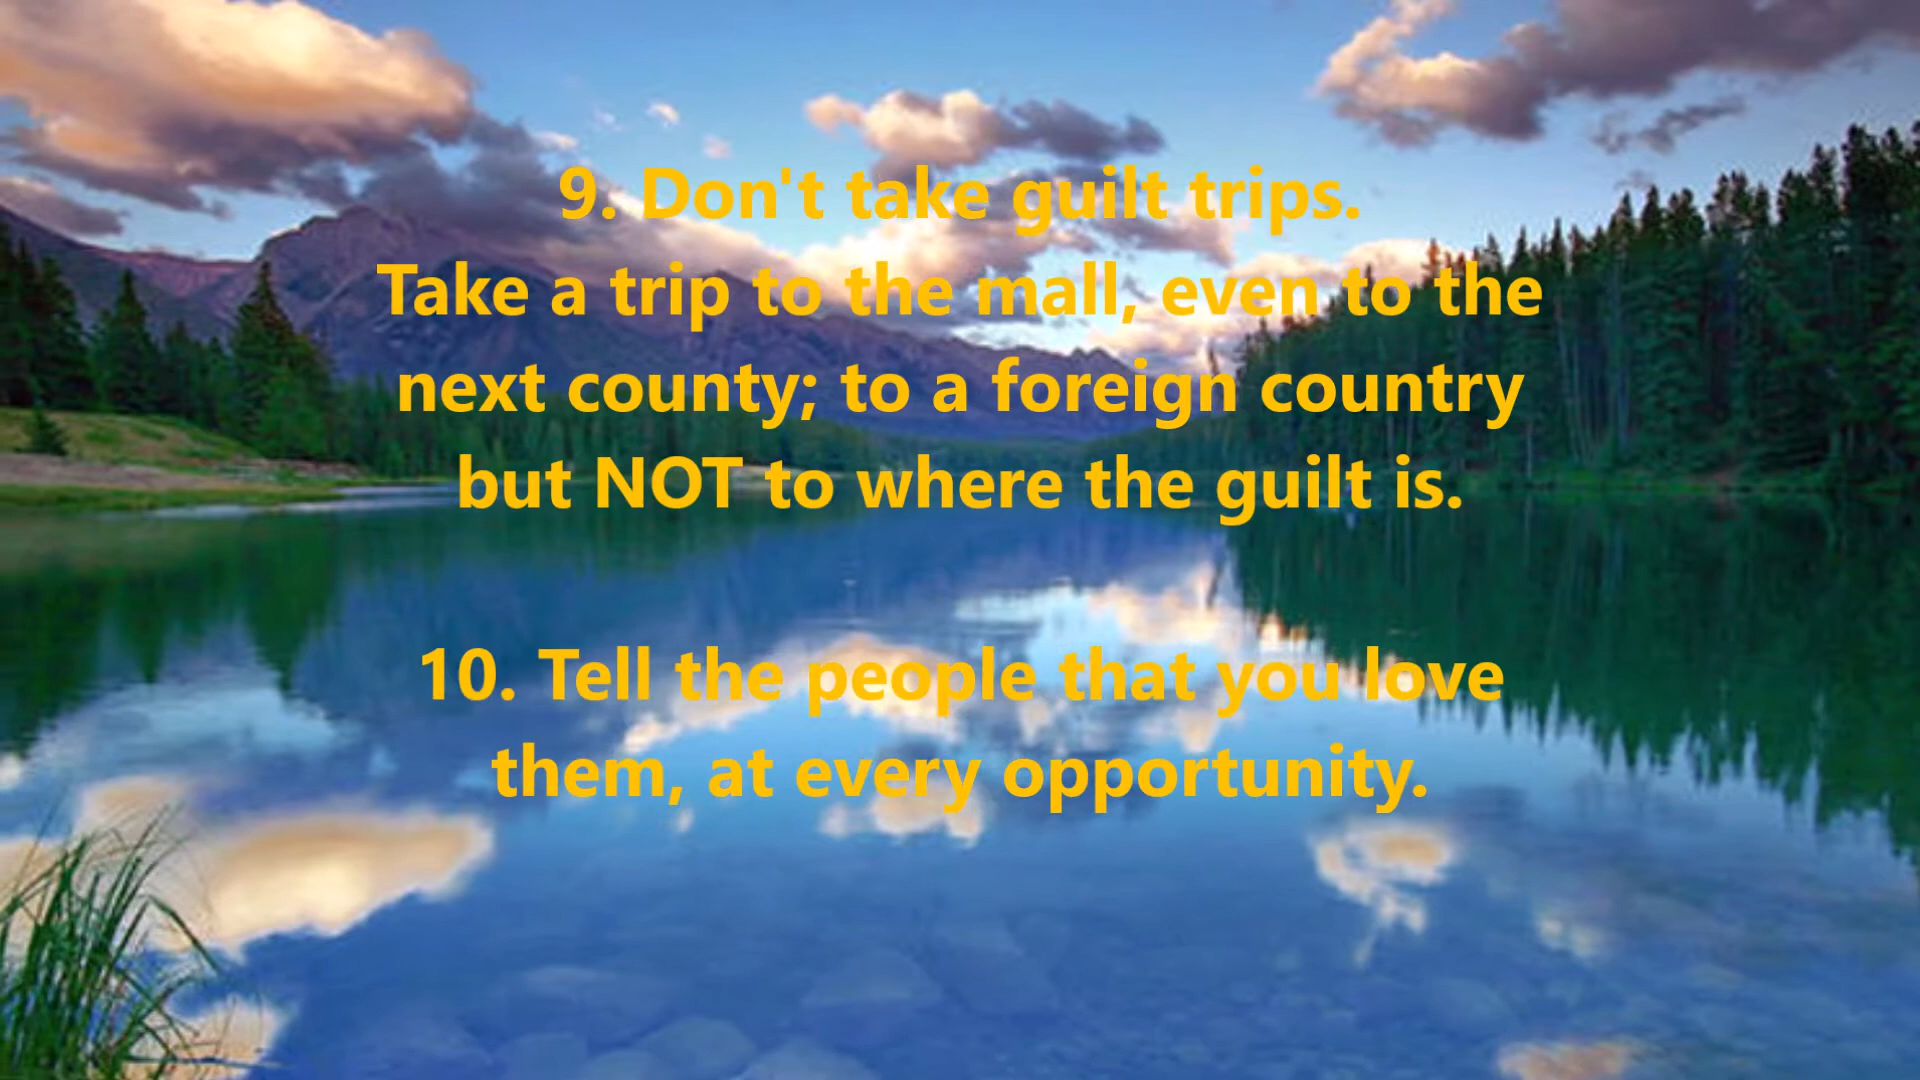 9. Don't take guilt trips.
Take a trip to the mall, even to the
next county; to a foreign country
but NOT to where the guilt is.
10. Tell the people that you love
them, at every opportunity.